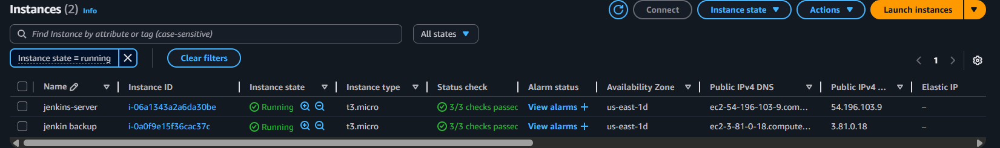 Instances (2) Info
Connect Instance state Actions Launch instances
Find Instance by attribute or tag (case-sensitive) All states
Instance state = running Clear filters
1
Name Instance ID Instance state Instance type Status check Alarm status Availability Zone Public IPv4 DNS Public IPv4 ... Elastic IP
jenkins-server i-06a1343a2a6da30be Running t3.micro 3/3 checks passec View alarms + us-east-1d ec2-54-196-103-9.com... 54.196.103.9 –
jenkin backup i-0a0f9e15f36cac37c Running t3.micro 3/3 checks passec View alarms + us-east-1d ec2-3-81-0-18.compute... 3.81.0.18 –